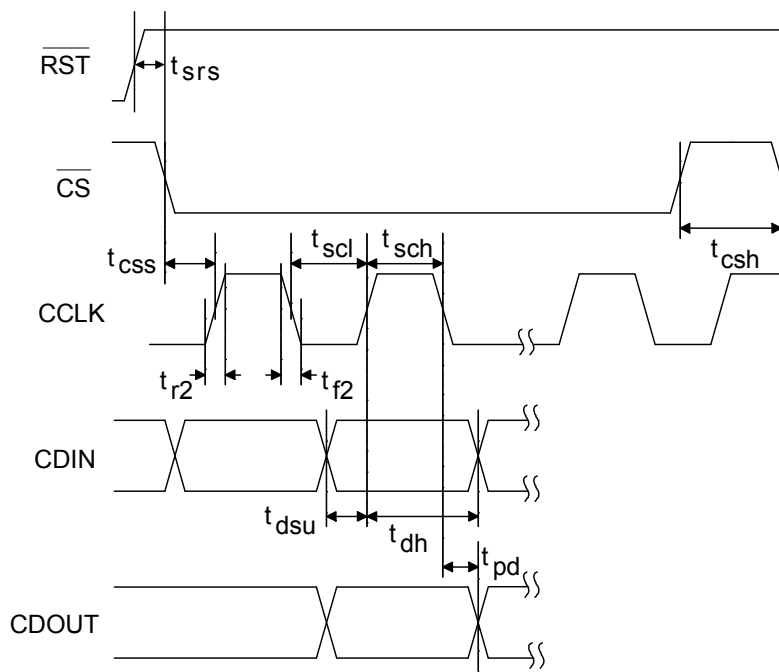 RST
t srs
CS
t css
t scl
t sch
t csh
CCLK
t r2
t f2
CDIN
t dsu
t dh
t pd
CDOUT